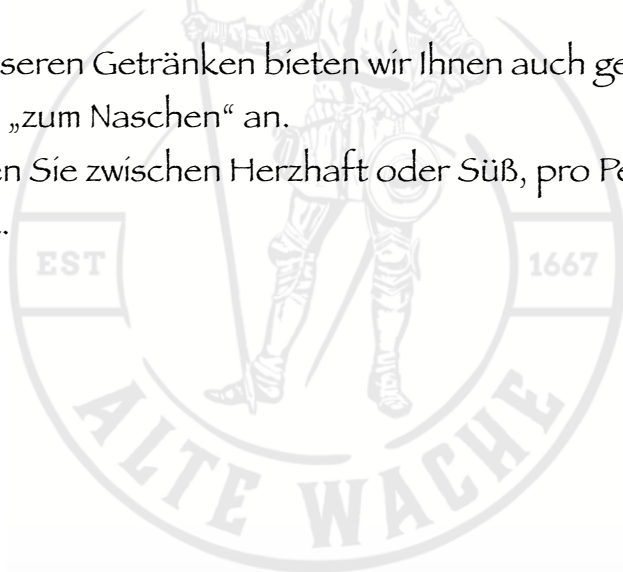 seren Getränken bieten wir Ihnen auch ge
„zum Naschen“ an.
en Sie zwischen Herzhaft oder Süß, pro Pe
.
EST
1667
ALTE WACHE